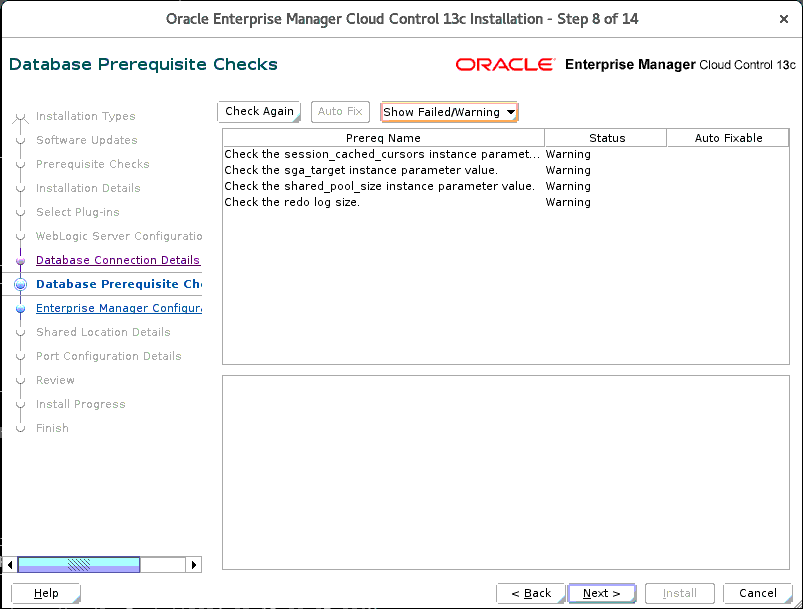 Oracle Enterprise Manager Cloud Control 13c Installation - Step 8 of 14
Database Prerequisite Checks
ORACLE Enterprise Manager Cloud Control 13c
Installation Types
Software Updates
Prerequisite Checks
Installation Details
Select Plug-ins
WebLogic Server Configuratio
Database Connection Details
Database Prerequisite Che
Enterprise Manager Configura
Shared Location Details
Port Configuration Details
Review
Install Progress
Finish
Check Again Auto Fix Show Failed/Warning
Prereq Name Status Auto Fixable
Check the session_cached_cursors instance paramet... Warning
Check the sga_target instance parameter value. Warning
Check the shared_pool_size instance parameter value. Warning
Check the redo log size. Warning
Help < Back Next > Install Cancel